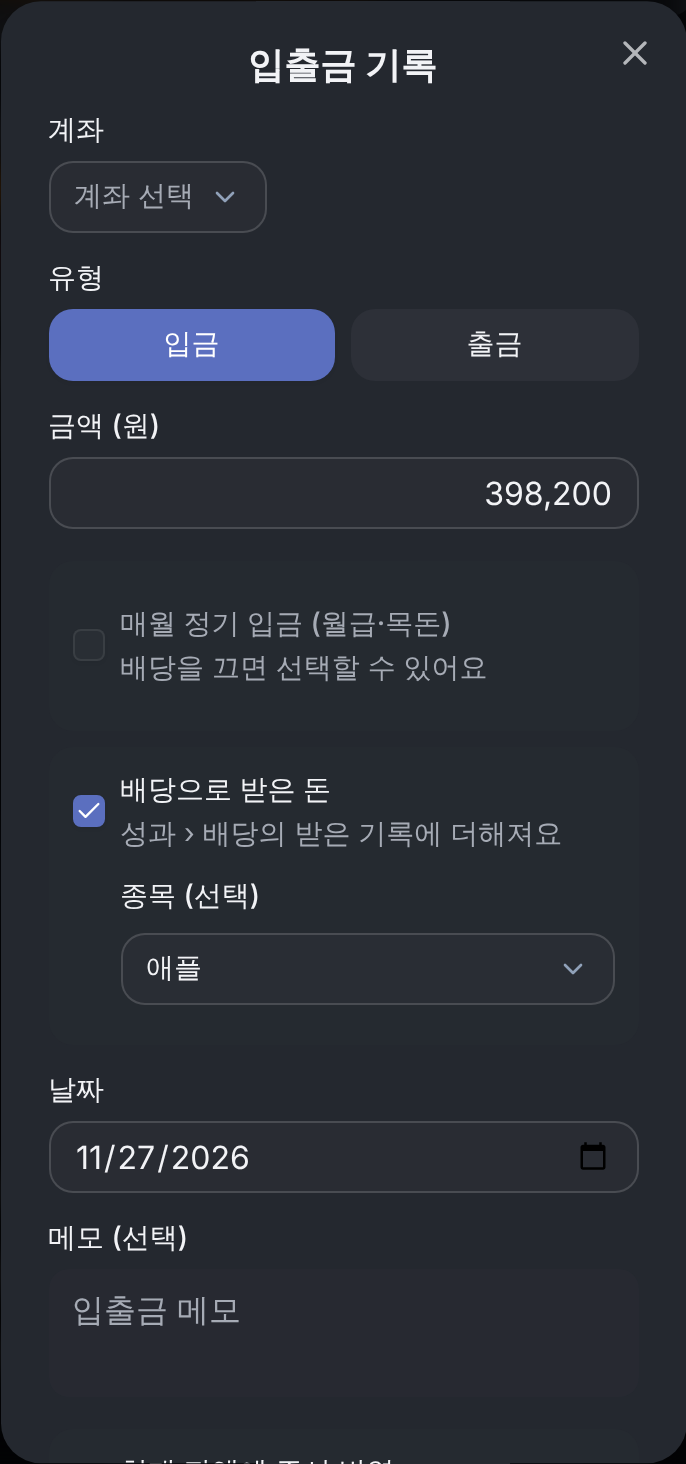 입출금 기록
계좌
계좌 선택
유형
입금
출금
금액 (원)
398,200
매월 정기 입금 (월급·목돈)
배당을 끄면 선택할 수 있어요
배당으로 받은 돈
성과 › 배당의 받은 기록에 더해져요
종목 (선택)
애플
날짜
11/27/2026
메모 (선택)
입출금 메모